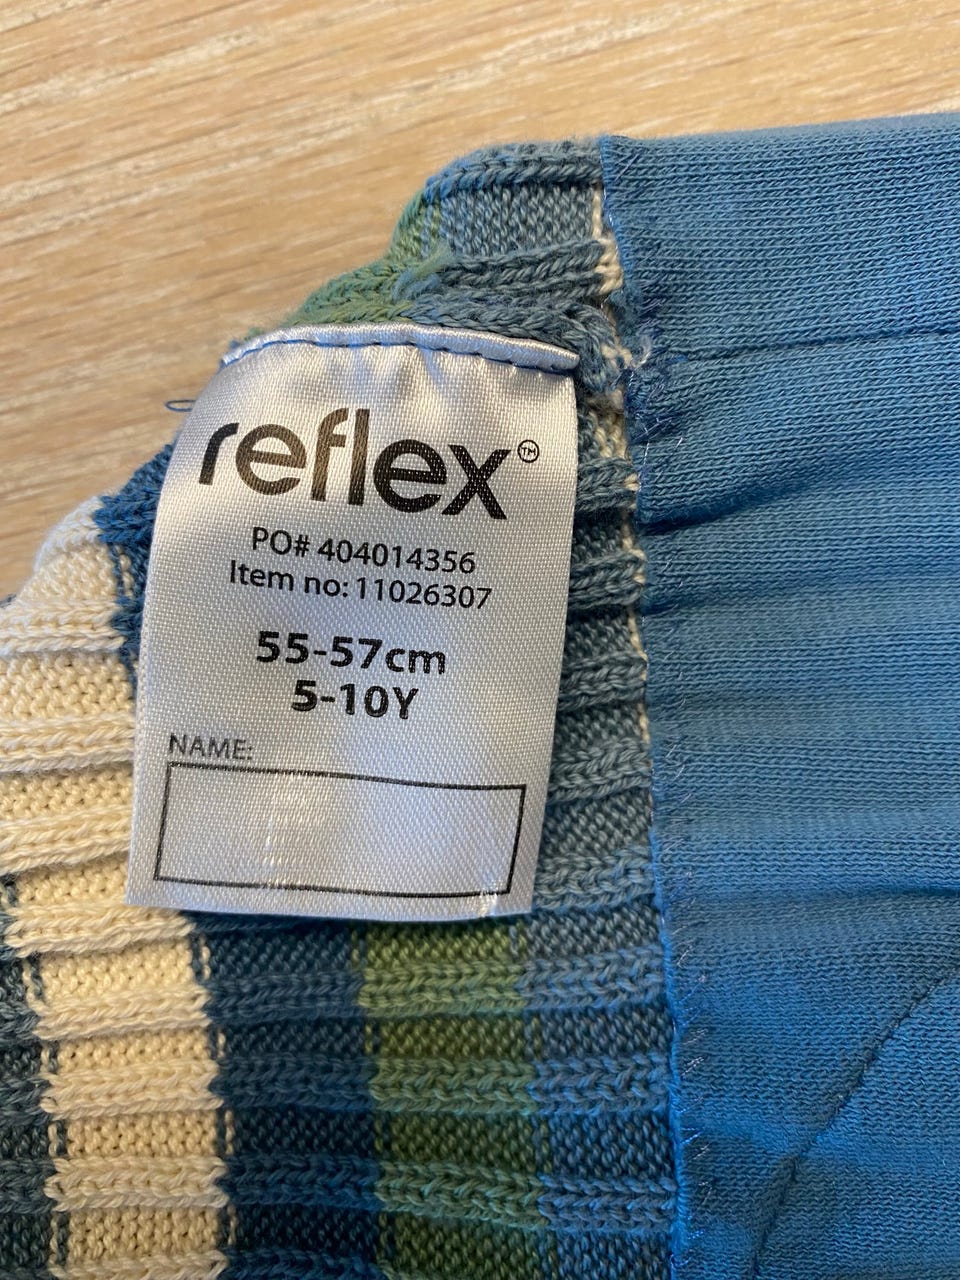 reflex™
PO# 404014356
Item no: 11026307
55-57cm
5-10Y
NAME: